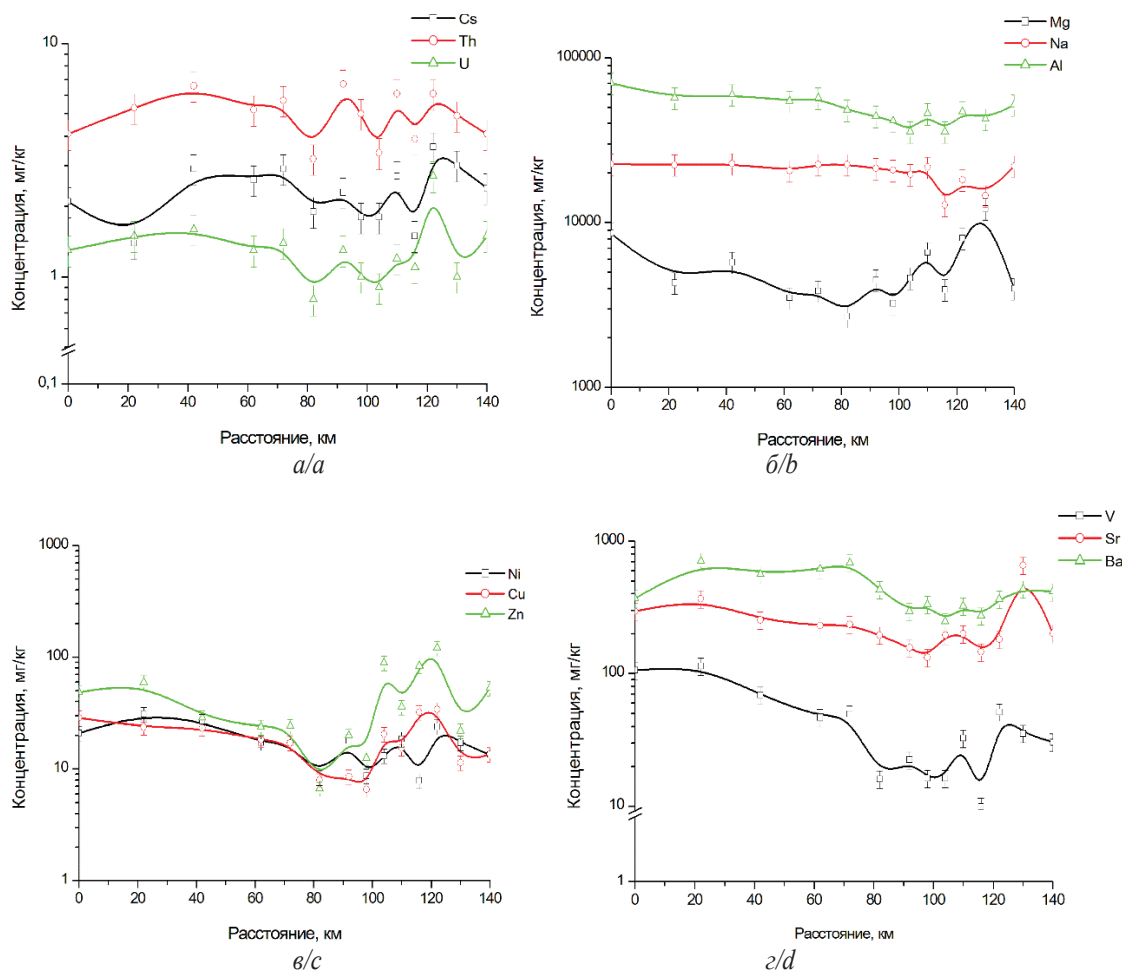 Cs
Th
U
10
1
0,1
Концентрация, мг/кг
0 20 40 60 80 100 120 140
Расстояние, км
а/a
Mg
Na
Al
100000
10000
1000
Концентрация, мг/кг
0 20 40 60 80 100 120 140
Расстояние, км
б/b
Ni
Cu
Zn
1000
100
10
1
Концентрация, мг/кг
0 20 40 60 80 100 120 140
Расстояние, км
в/c
V
Sr
Ba
1000
100
10
1
Концентрация, мг/кг
0 20 40 60 80 100 120 140
Расстояние, км
г/d